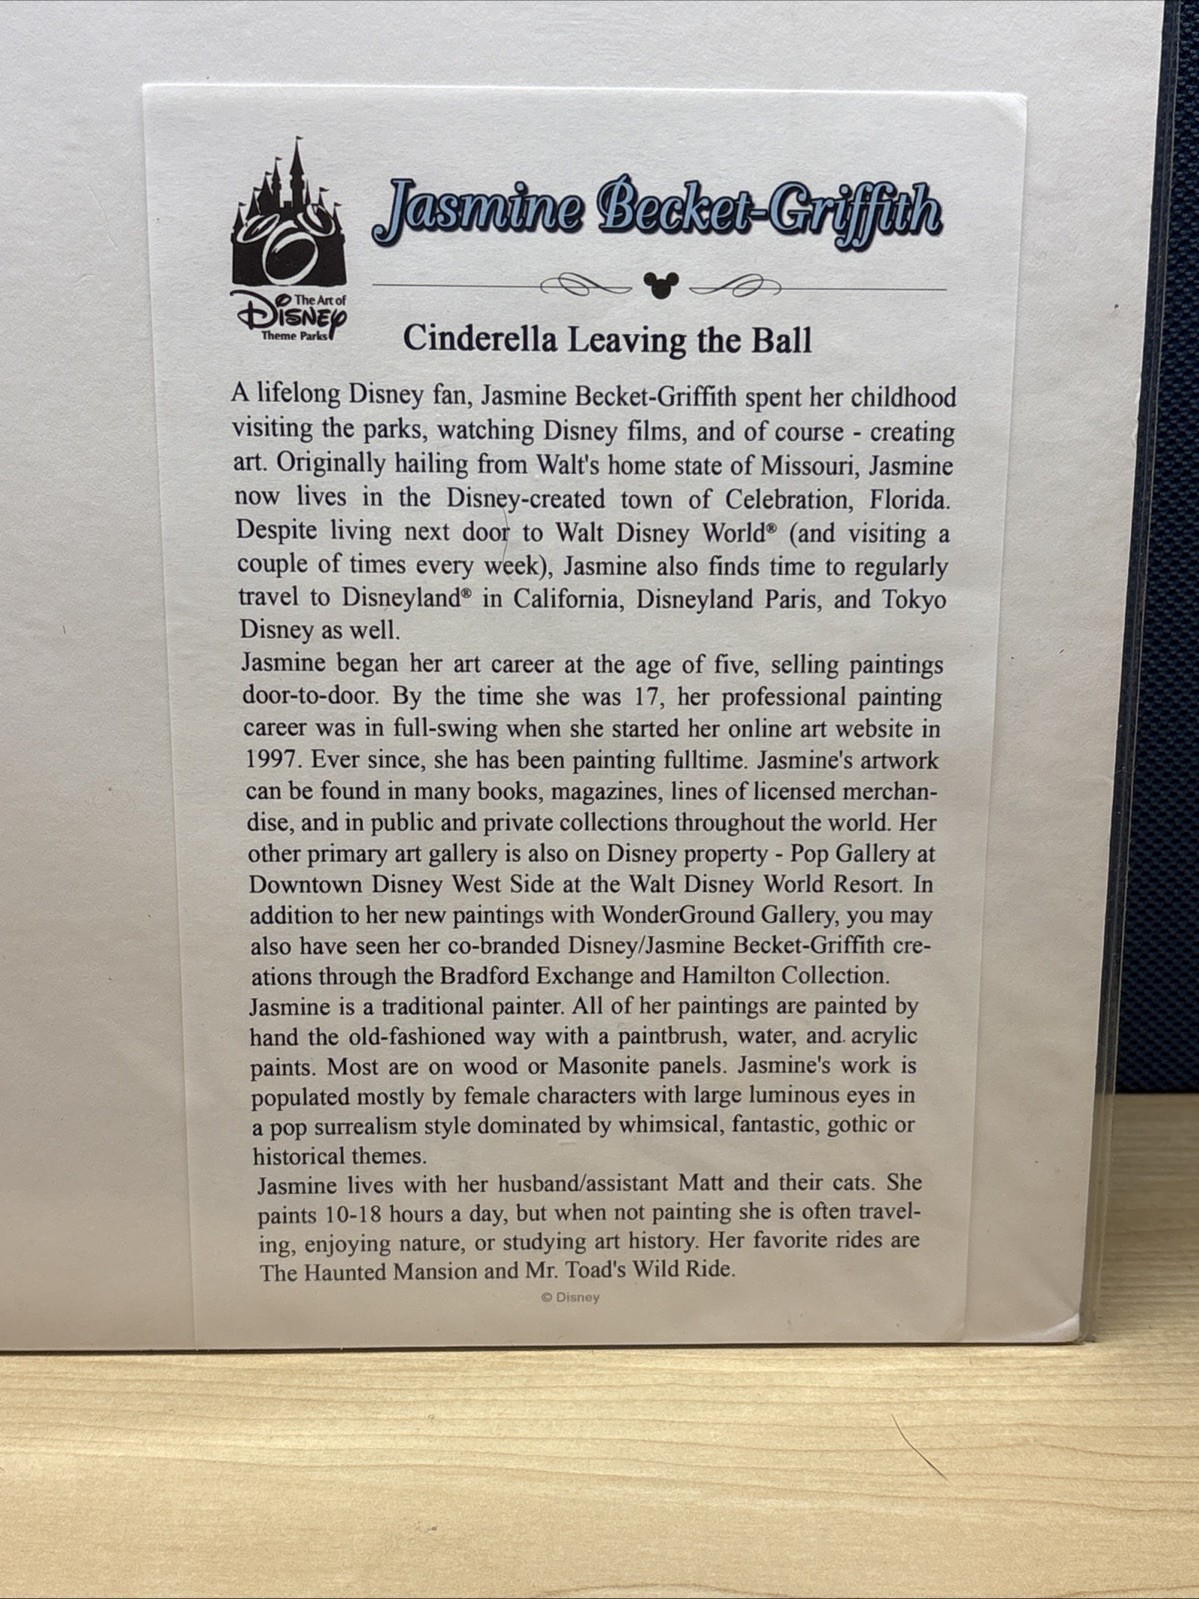 Jasmine Becket-Griffith
The Art of
Disney
Theme Parks
Cinderella Leaving the Ball
A lifelong Disney fan, Jasmine Becket-Griffith spent her childhood
visiting the parks, watching Disney films, and of course - creating
art. Originally hailing from Walt's home state of Missouri, Jasmine
now lives in the Disney-created town of Celebration, Florida.
Despite living next door to Walt Disney World® (and visiting a
couple of times every week), Jasmine also finds time to regularly
travel to Disneyland® in California, Disneyland Paris, and Tokyo
Disney as well.
Jasmine began her art career at the age of five, selling paintings
door-to-door. By the time she was 17, her professional painting
career was in full-swing when she started her online art website in
1997. Ever since, she has been painting fulltime. Jasmine's artwork
can be found in many books, magazines, lines of licensed merchan-
dise, and in public and private collections throughout the world. Her
other primary art gallery is also on Disney property - Pop Gallery at
Downtown Disney West Side at the Walt Disney World Resort. In
addition to her new paintings with WonderGround Gallery, you may
also have seen her co-branded Disney/Jasmine Becket-Griffith cre-
ations through the Bradford Exchange and Hamilton Collection.
Jasmine is a traditional painter. All of her paintings are painted by
hand the old-fashioned way with a paintbrush, water, and acrylic
paints. Most are on wood or Masonite panels. Jasmine's work is
populated mostly by female characters with large luminous eyes in
a pop surrealism style dominated by whimsical, fantastic, gothic or
historical themes.
Jasmine lives with her husband/assistant Matt and their cats. She
paints 10-18 hours a day, but when not painting she is often travel-
ing, enjoying nature, or studying art history. Her favorite rides are
The Haunted Mansion and Mr. Toad's Wild Ride.
© Disney